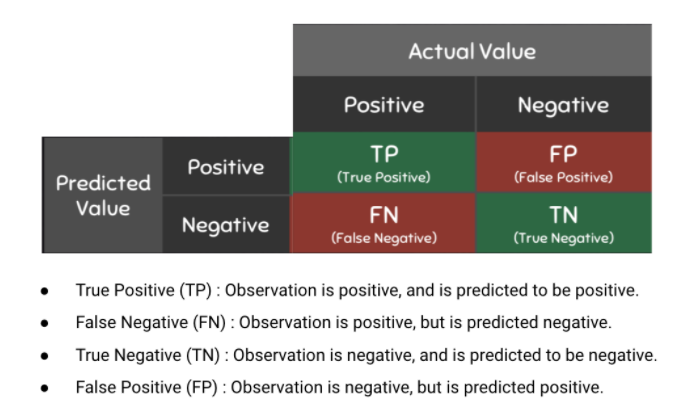 Actual Value
Positive Negative
Predicted Value
Positive
TP
(True Positive)
FP
(False Positive)
Negative
FN
(False Negative)
TN
(True Negative)
● True Positive (TP) : Observation is positive, and is predicted to be positive.
● False Negative (FN) : Observation is positive, but is predicted negative.
● True Negative (TN) : Observation is negative, and is predicted to be negative.
● False Positive (FP) : Observation is negative, but is predicted positive.